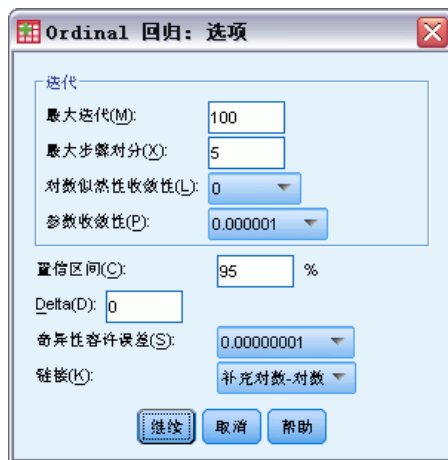 Ordinal 回归: 选项
迭代
最大迭代(M): 100
最大步骤对分(X): 5
对数似然性收敛性(L): 0
参数收敛性(P): 0.000001
置信区间(C): 95 %
Delta(D): 0
奇异性容许误差(S): 0.00000001
链接(K): 补充对数-对数
继续 取消 帮助